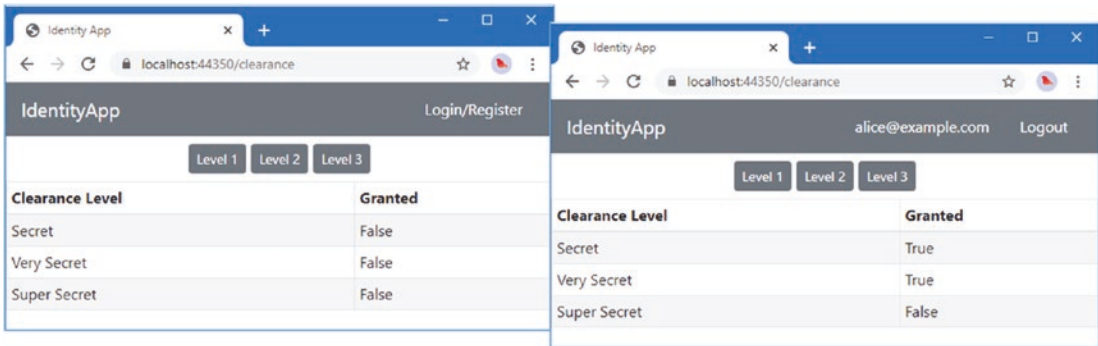 Identity App
localhost:44350/clearance
IdentityApp Login/Register
Level 1 Level 2 Level 3
Clearance Level Granted
Secret False
Very Secret False
Super Secret False
Identity App
localhost:44350/clearance
IdentityApp alice@example.com Logout
Level 1 Level 2 Level 3
Clearance Level Granted
Secret True
Very Secret True
Super Secret False